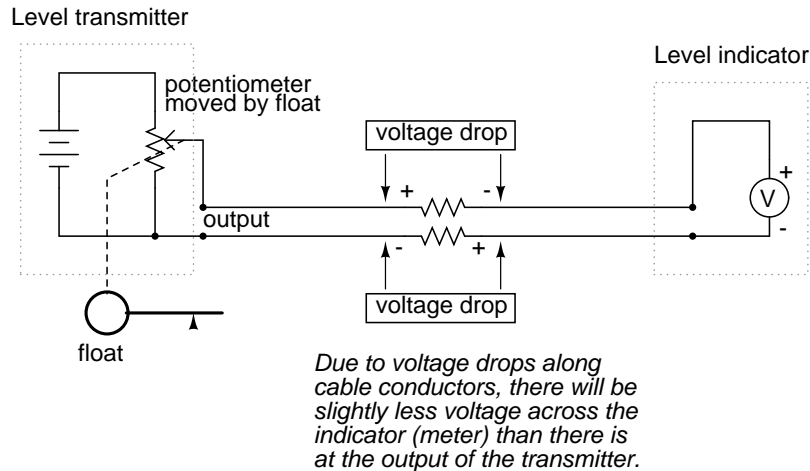 Level transmitter
Level indicator
potentiometer
moved by float
voltage drop
+ -
+
V
-
output
- +
voltage drop
float
Due to voltage drops along
cable conductors, there will be
slightly less voltage across the
indicator (meter) than there is
at the output of the transmitter.